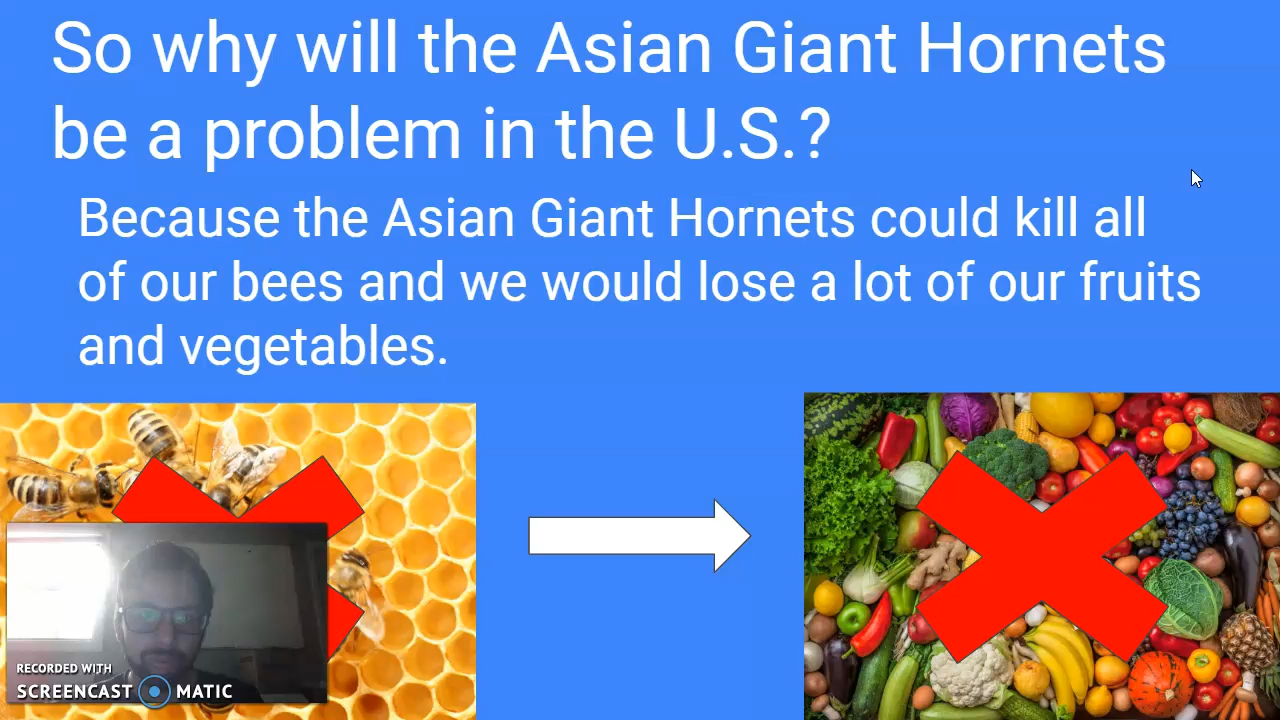 So why will the Asian Giant Hornets
be a problem in the U.S.?
Because the Asian Giant Hornets could kill all
of our bees and we would lose a lot of our fruits
and vegetables.
RECORDED WITH
SCREENCAST MATIC